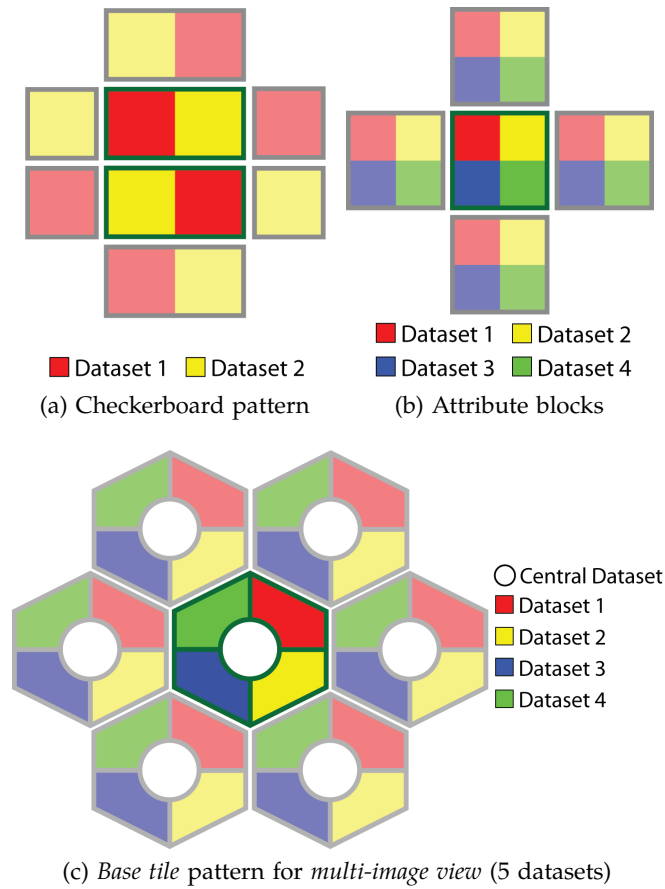 Dataset 1 Dataset 2
(a) Checkerboard pattern
Dataset 1 Dataset 2
Dataset 3 Dataset 4
(b) Attribute blocks
Central Dataset
Dataset 1
Dataset 2
Dataset 3
Dataset 4
(c) Base tile pattern for multi-image view (5 datasets)